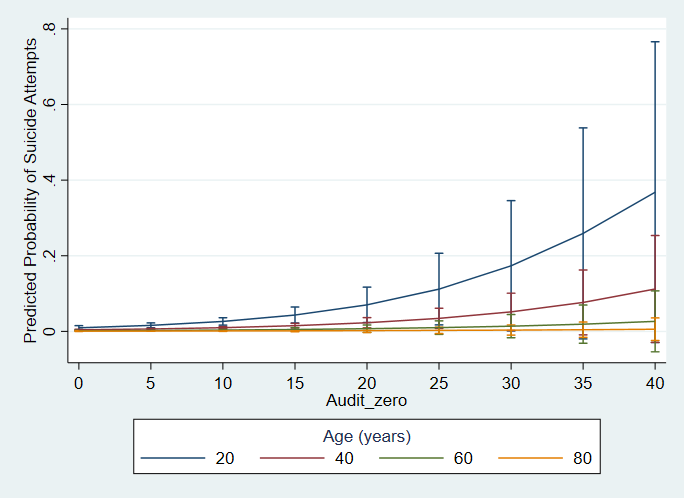 Predicted Probability of Suicide Attempts
.8
.6
.4
.2
0
0 5 10 15 20 25 30 35 40
Audit_zero
Age (years)
20 40 60 80